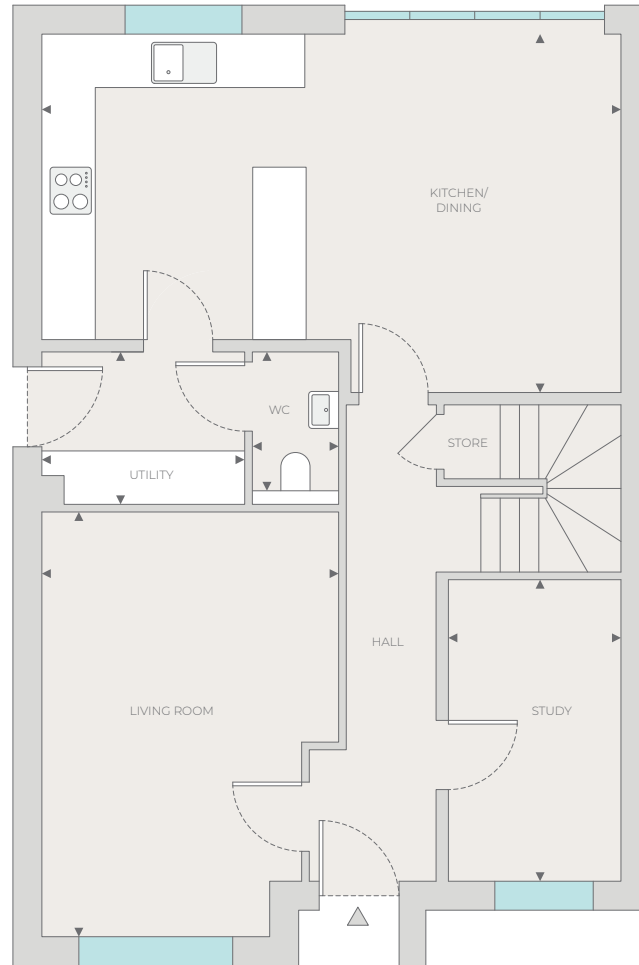 KITCHEN/
DINING
WC
STORE
UTILITY
HALL
LIVING ROOM
STUDY